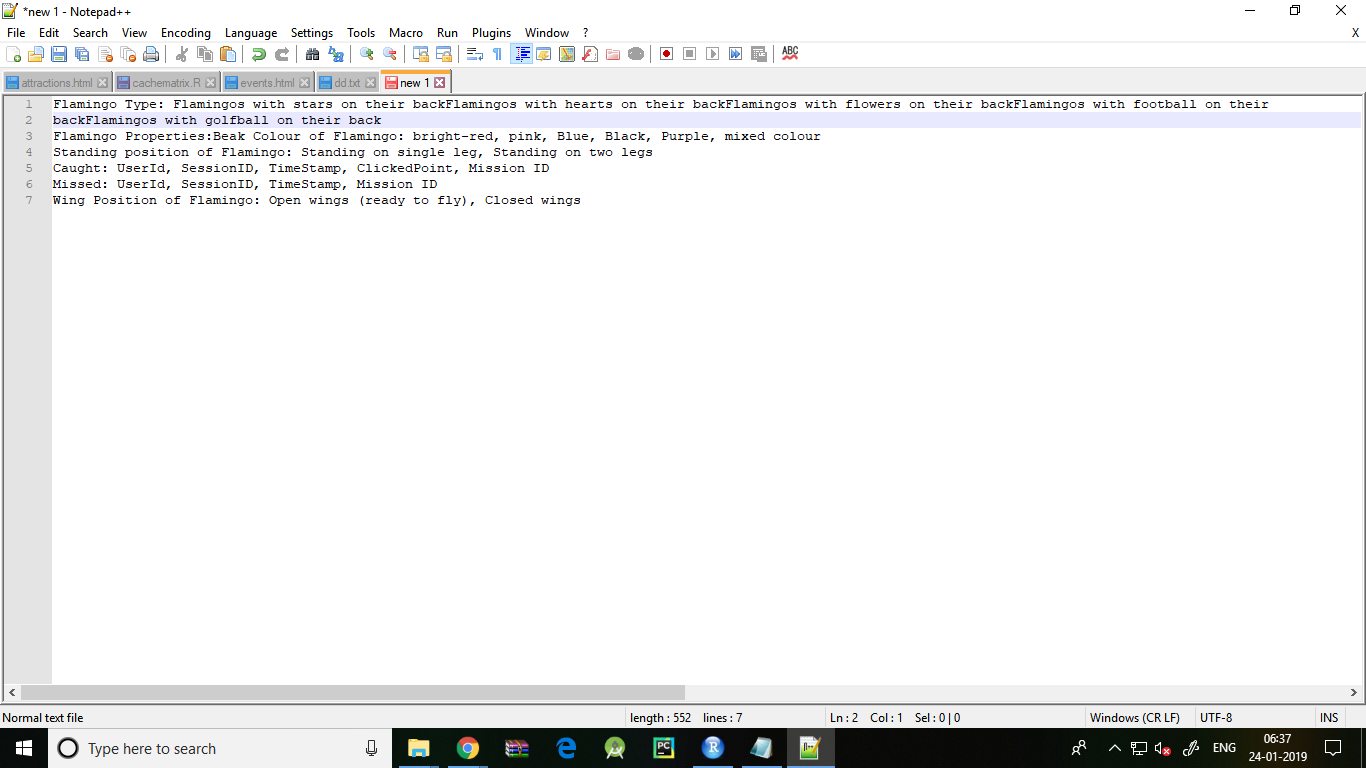 *new 1 - Notepad++
File Edit Search View Encoding Language Settings Tools Macro Run Plugins Window ? X
ABC
attractions.html cachematrix.R events.html dd.txt new 1
1 Flamingo Type: Flamingos with stars on their backFlamingos with hearts on their backFlamingos with flowers on their backFlamingos with football on their
2 backFlamingos with golfball on their back
3 Flamingo Properties:Beak Colour of Flamingo: bright-red, pink, Blue, Black, Purple, mixed colour
4 Standing position of Flamingo: Standing on single leg, Standing on two legs
5 Caught: UserId, SessionID, TimeStamp, ClickedPoint, Mission ID
6 Missed: UserId, SessionID, TimeStamp, Mission ID
7 Wing Position of Flamingo: Open wings (ready to fly), Closed wings
Normal text file length : 552 lines : 7 Ln : 2 Col : 1 Sel : 0 | 0 Windows (CR LF) UTF-8 INS
Type here to search PC R ENG 06:37
24-01-2019